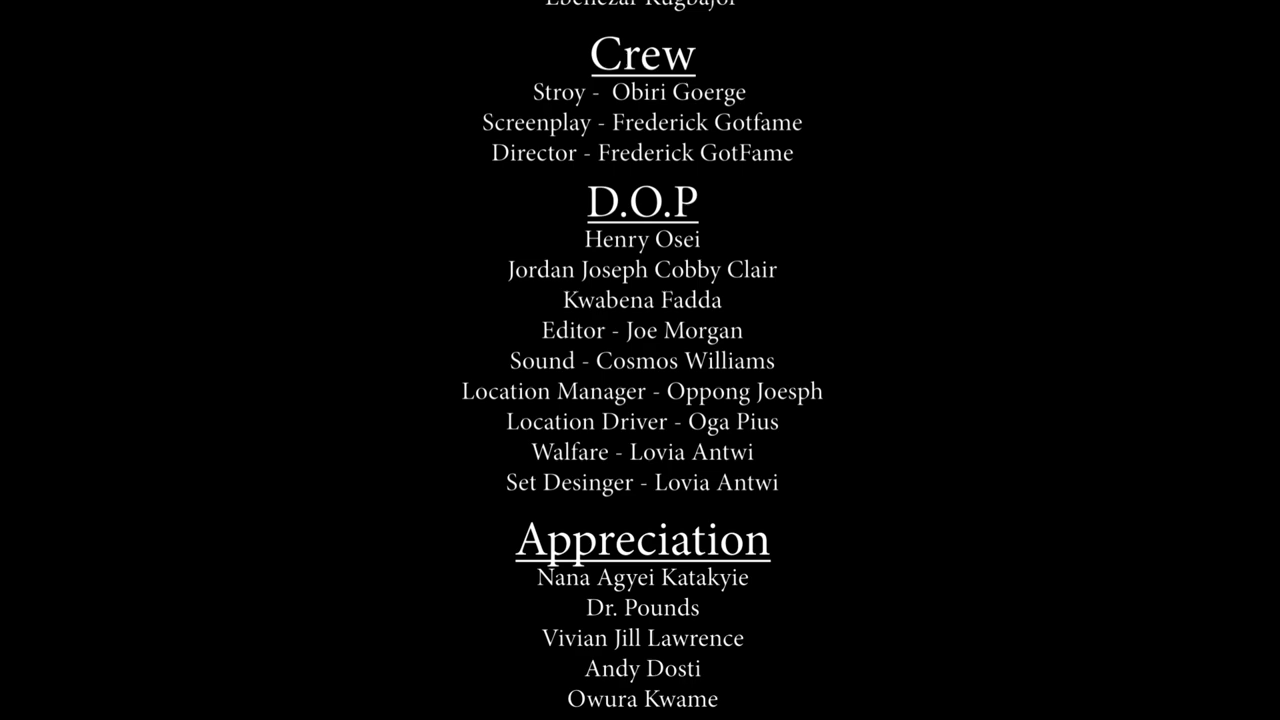 Crew
Stroy - Obiri Goerge
Screenplay - Frederick Gotfame
Director - Frederick GotFame
D.O.P
Henry Osei
Jordan Joseph Cobby Clair
Kwabena Fadda
Editor - Joe Morgan
Sound - Cosmos Williams
Location Manager - Oppong Joesph
Location Driver - Oga Pius
Walfare - Lovia Antwi
Set Desinger - Lovia Antwi
Appreciation
Nana Agyei Katakyie
Dr. Pounds
Vivian Jill Lawrence
Andy Dosti
Owura Kwame